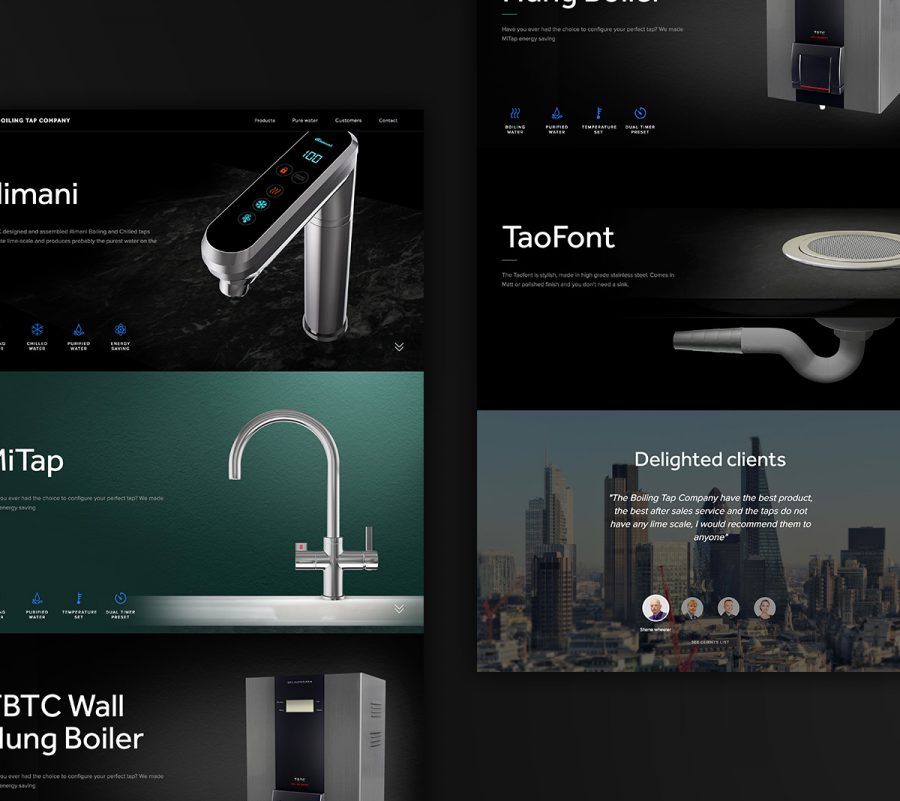 OILING TAP COMPANY
Products Pure water Customers Contact
limani
designed and assembled illimani Boiling and Chilled taps
te lime-scale and produces probably the purest water on the
100
CHILLED WATER
PURIFIED WATER
ENERGY SAVING
MiTap
you ever had the choice to configure your perfect tap? We made
energy saving
PURIFIED WATER
TEMPERATURE SET
DUAL TIMER PRESET
TBTC Wall
Hung Boiler
you ever had the choice to configure your perfect tap? We made
energy saving
TBTC
Hung Boiler
Have you ever had the choice to configure your perfect tap? We made
MiTap energy saving
TBTC
BOILING WATER
PURIFIED WATER
TEMPERATURE SET
DUAL TIMER PRESET
TaoFont
The Taofont is stylish, made in high grade stainless steel. Comes in
Matt or polished finish and you don't need a sink.
Delighted clients
"The Boiling Tap Company have the best product,
the best after sales service and the taps do not
have any lime scale, I would recommend them to
anyone"
Shane wheeler
SEE CLIENTS LIST